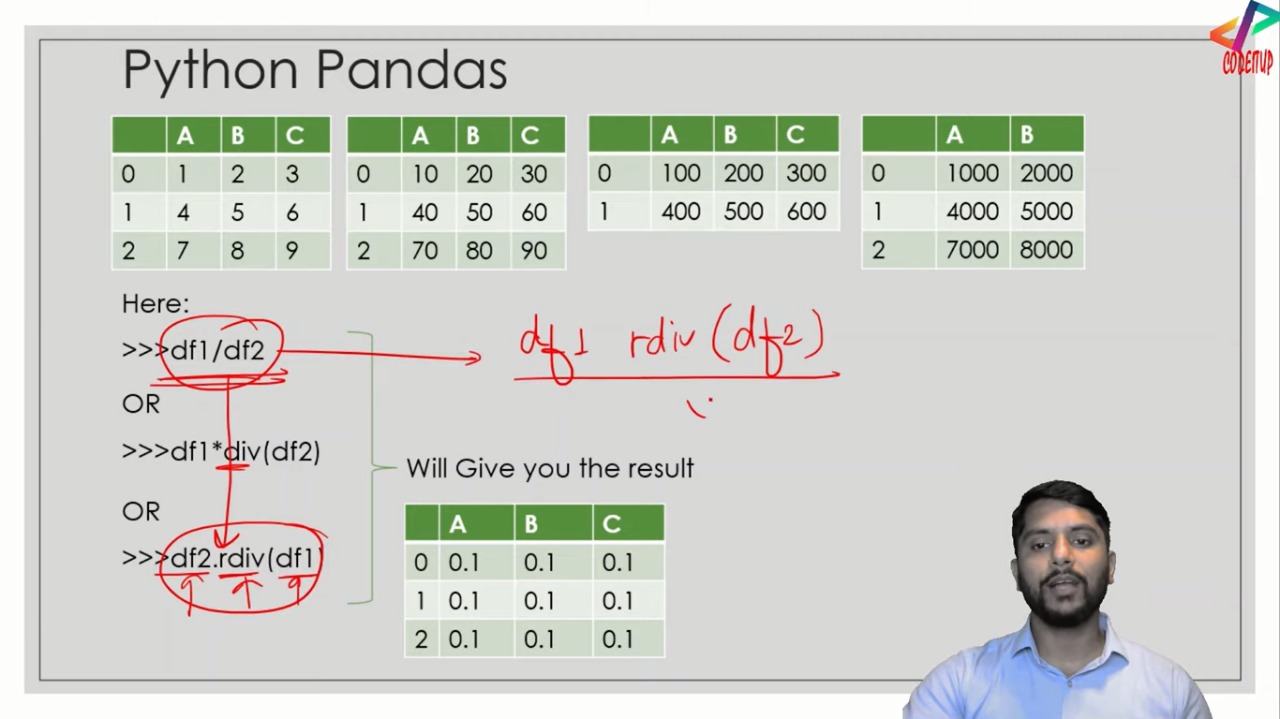 Python Pandas
CODEITUP
A B C
0 1 2 3
1 4 5 6
2 7 8 9
A B C
0 10 20 30
1 40 50 60
2 70 80 90
A B C
0 100 200 300
1 400 500 600
A B
0 1000 2000
1 4000 5000
2 7000 8000
Here:
>>>df1/df2
df1 rdiv (df2)
OR
>>>df1*div(df2)
Will Give you the result
OR
>>>df2.rdiv(df1)
A B C
0 0.1 0.1 0.1
1 0.1 0.1 0.1
2 0.1 0.1 0.1